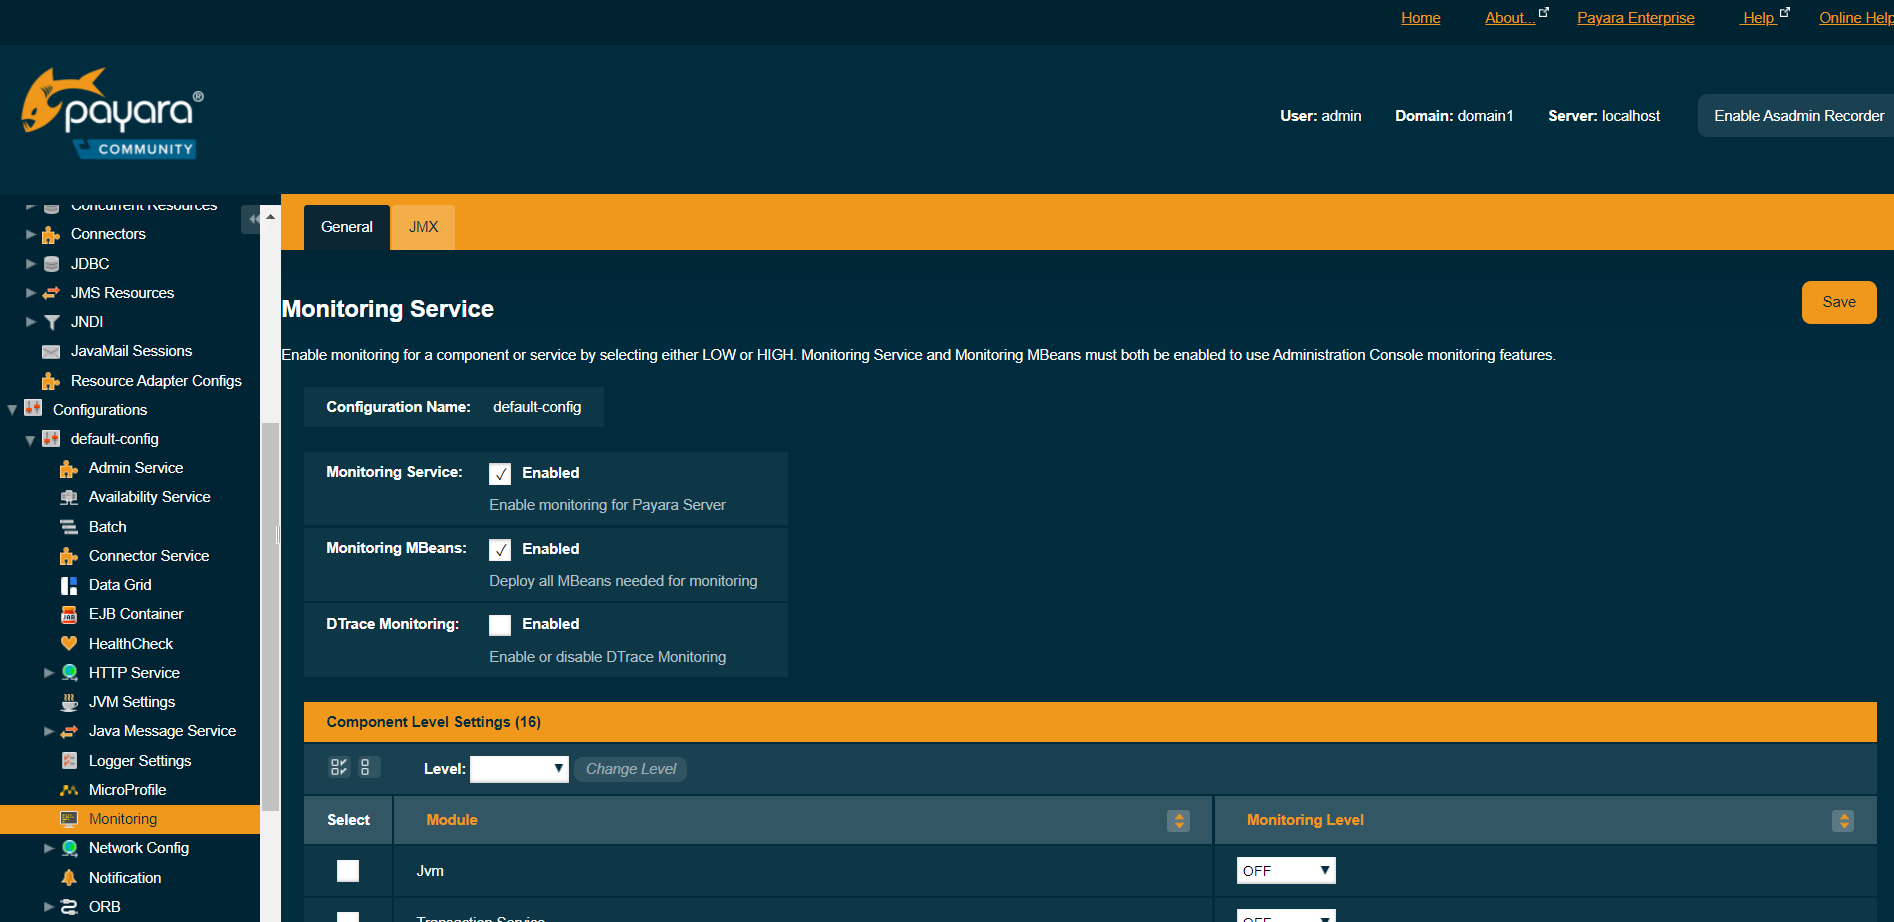 Home About... Payara Enterprise Help Online Help
payara®
COMMUNITY
User: admin Domain: domain1 Server: localhost Enable Asadmin Recorder
Concurrent Resources
Connectors
JDBC
JMS Resources
JNDI
JavaMail Sessions
Resource Adapter Configs
Configurations
default-config
Admin Service
Availability Service
Batch
Connector Service
Data Grid
EJB Container
HealthCheck
HTTP Service
JVM Settings
Java Message Service
Logger Settings
MicroProfile
Monitoring
Network Config
Notification
ORB
General JMX
Monitoring Service
Save
Enable monitoring for a component or service by selecting either LOW or HIGH. Monitoring Service and Monitoring MBeans must both be enabled to use Administration Console monitoring features.
Configuration Name: default-config
Monitoring Service: Enabled
Enable monitoring for Payara Server
Monitoring MBeans: Enabled
Deploy all MBeans needed for monitoring
DTrace Monitoring: Enabled
Enable or disable DTrace Monitoring
Component Level Settings (16)
Level: Change Level
Select Module Monitoring Level
Jvm OFF
Transaction Service OFF